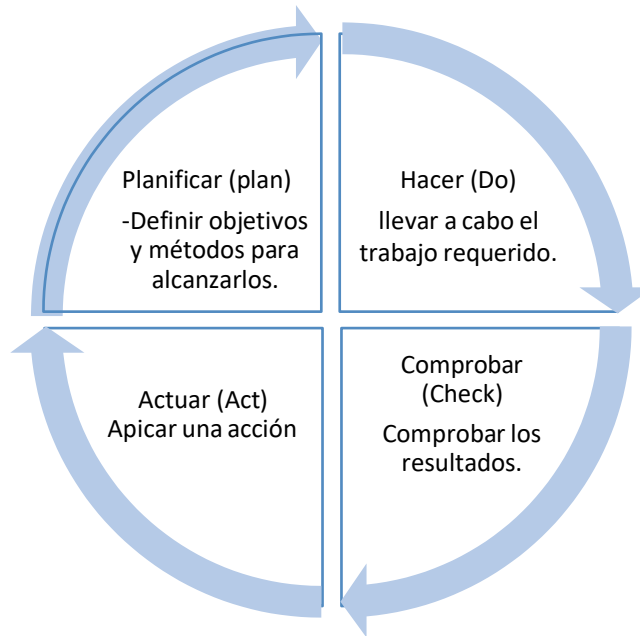 Planificar (plan)
-Definir objetivos
y métodos para
alcanzarlos.
Hacer (Do)
llevar a cabo el
trabajo requerido.
Comprobar
(Check)
Comprobar los
resultados.
Actuar (Act)
Apicar una acción